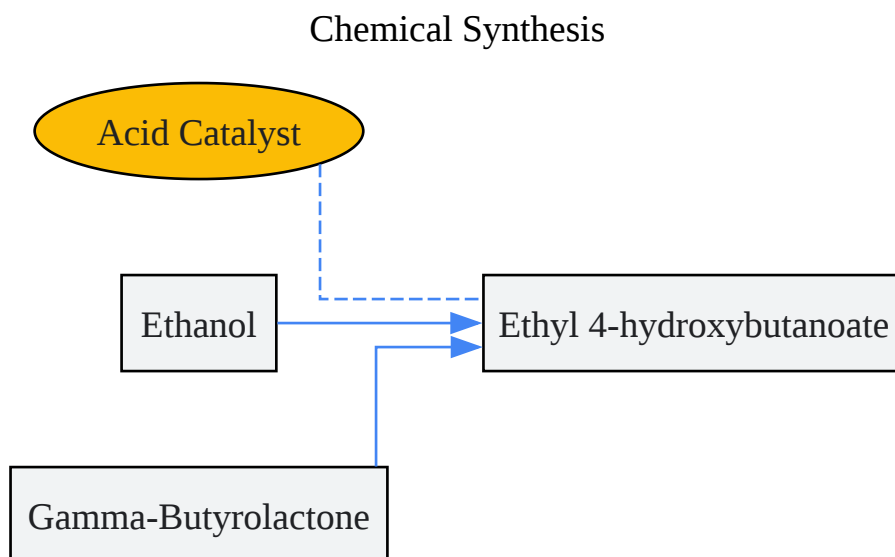 Chemical Synthesis
Acid Catalyst
Ethanol
Ethyl 4-hydroxybutanoate
Gamma-Butyrolactone